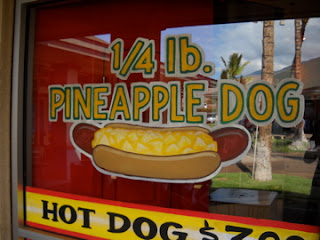 1/4 lb.
PINEAPPLE DOG
HOT DOG